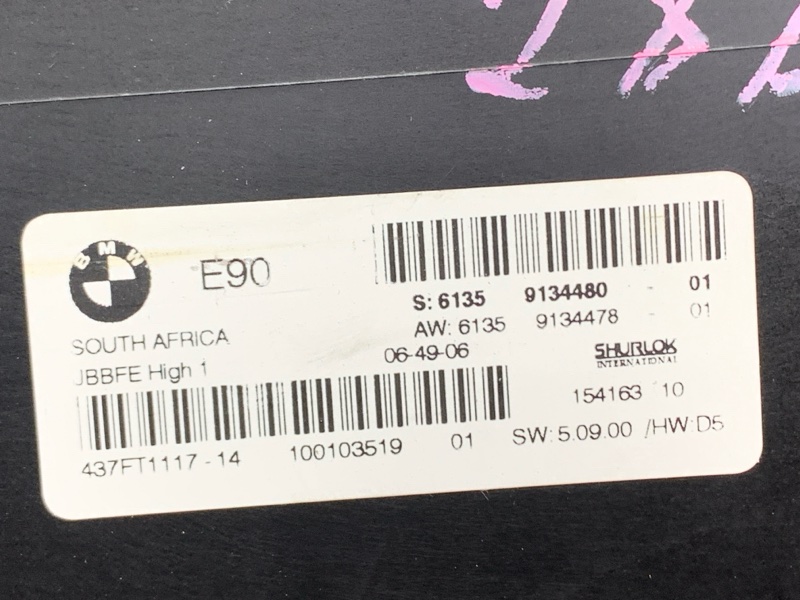 BMW
E90
S: 6135 9134480 - 01
AW: 6135 9134478 - 01
SOUTH AFRICA
06-49-06
SHURLOK
INTERNATIONAL
JBBFE High 1
154163 10
437FT1117-14 100103519 01 SW: 5.09.00 /HW: D5